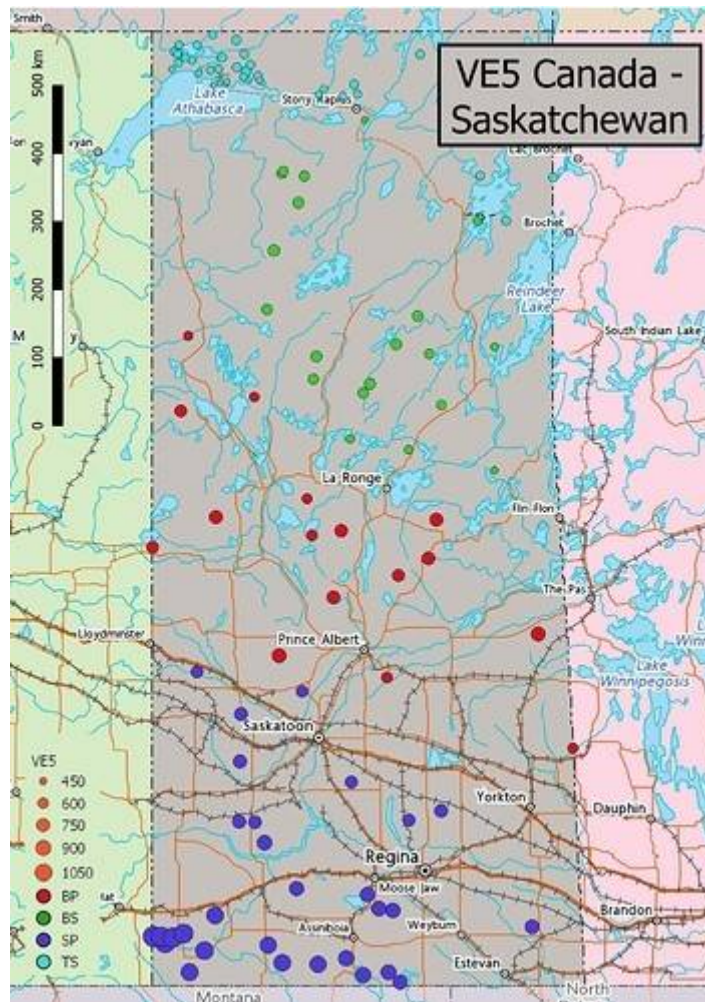 Smith
VE5 Canada -
Saskatchewan
500 km
Lake
Athabasca
Stony Rapids
400
Lac Brochet
300
Brochet
200
Reindeer
Lake
South Indian Lake
M
y
100
0
La Ronge
Flin Flon
The Pas
Lloydminster
Prince Albert
Lake
Winnipegosis
Saskatoon
VE5
450
600
750
900
1050
BP
BS
SP
TS
Yorkton
Dauphin
Regina
Moose Jaw
Brandon
Assiniboia
Weyburn
Estevan
Montana
North